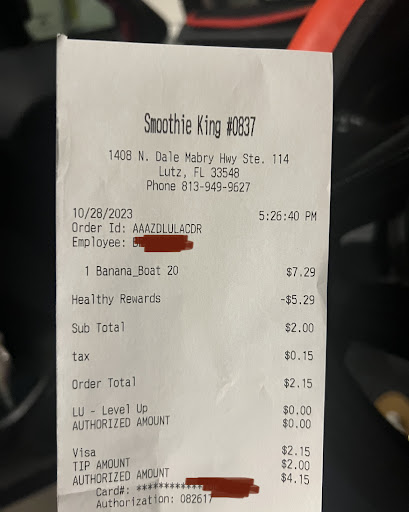 Smoothie King #0837
1408 N. Dale Mabry Hwy Ste. 114
Lutz, FL 33548
Phone 813-949-9627
10/28/2023 5:26:40 PM
Order Id: AAAZDLULACDR
Employee:
1 Banana_Boat 20 $7.29
Healthy Rewards -$5.29
Sub Total $2.00
tax $0.15
Order Total $2.15
LU - Level Up $0.00
AUTHORIZED AMOUNT $0.00
Visa $2.15
TIP AMOUNT $2.00
AUTHORIZED AMOUNT $4.15
Card#: ************
Authorization: 082617